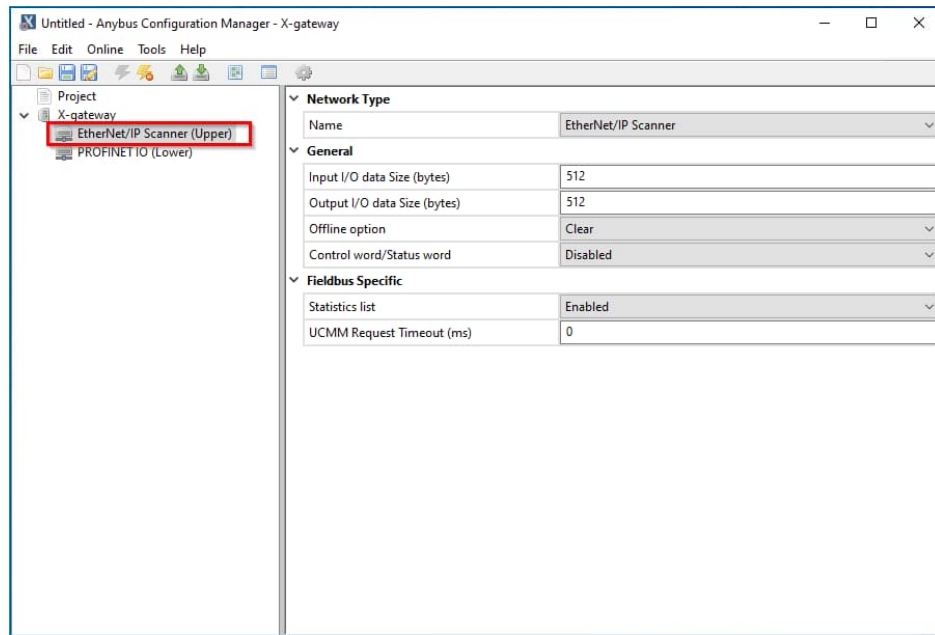 Untitled - Anybus Configuration Manager - X-gateway
File Edit Online Tools Help
Project
X-gateway
EtherNet/IP Scanner (Upper)
PROFINET IO (Lower)
Network Type
Name EtherNet/IP Scanner
General
Input I/O data Size (bytes) 512
Output I/O data Size (bytes) 512
Offline option Clear
Control word/Status word Disabled
Fieldbus Specific
Statistics list Enabled
UCMM Request Timeout (ms) 0